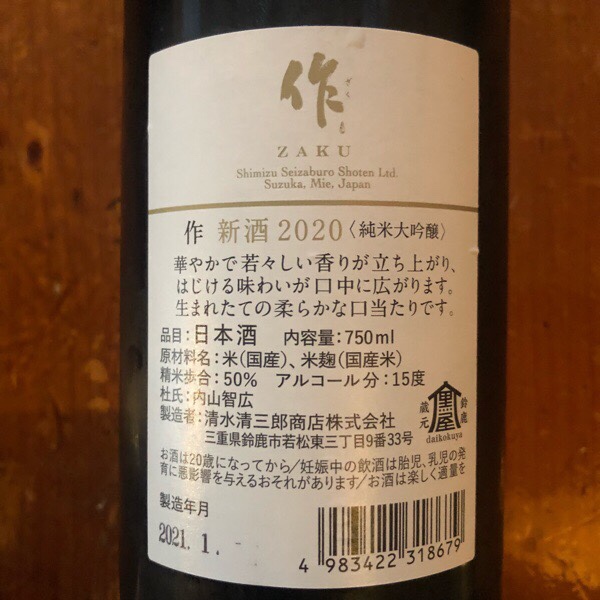 作
ざく
ZAKU
Shimizu Seizaburo Shoten Ltd.
Suzuka, Mie, Japan
作 新酒2020〈純米大吟醸〉
華やかで若々しい香りが立ち上がり、
はじける味わいが口中に広がります。
生まれたての柔らかな口当たりです。
品目：日本酒 内容量：750ml
原材料名：米(国産)、米麹(国産米)
精米歩合：50% アルコール分：15度
杜氏：内山智広
製造者：清水清三郎商店株式会社
三重県鈴鹿市若松東三丁目9番33号
蔵元 鈴鹿
daikokuya
お酒は20歳になってから/妊娠中の飲酒は胎児、乳児の発
育に悪影響を与えるおそれがあります/お酒は楽しく適量を
製造年月
2021.1.
4 983422 318679